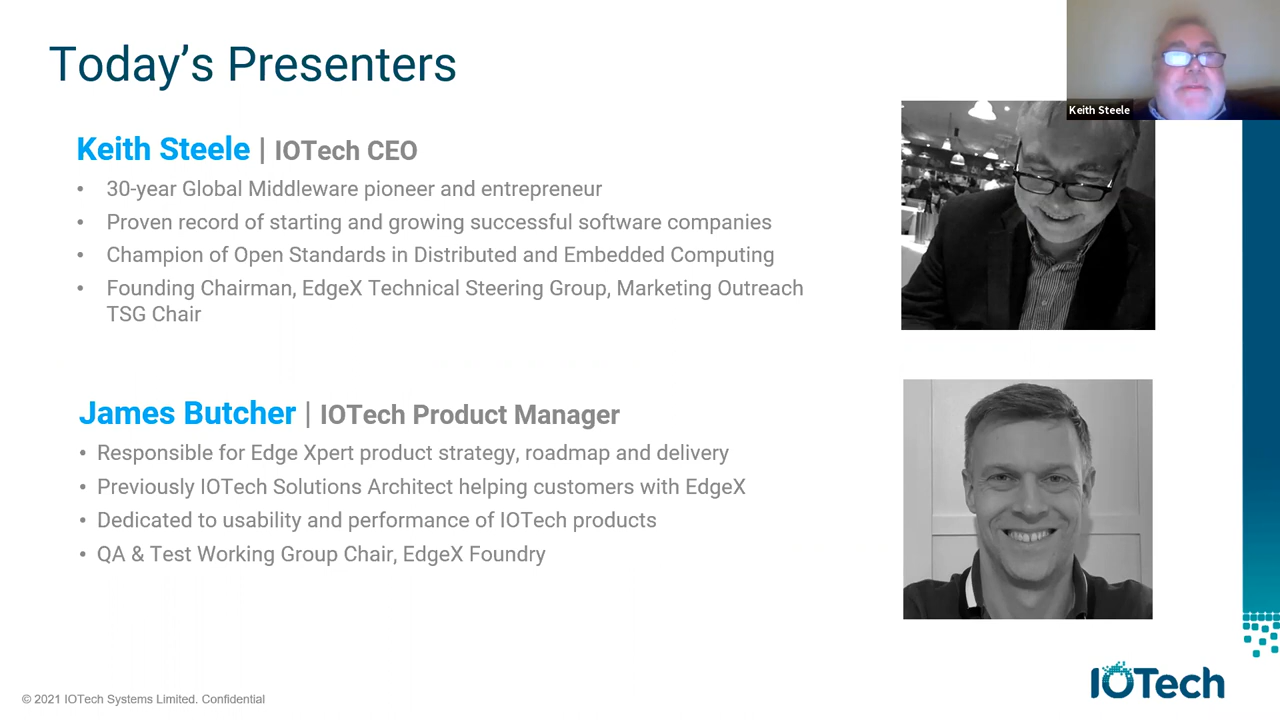 Today’s Presenters
Keith Steele
Keith Steele | IOTech CEO
• 30-year Global Middleware pioneer and entrepreneur
• Proven record of starting and growing successful software companies
• Champion of Open Standards in Distributed and Embedded Computing
• Founding Chairman, EdgeX Technical Steering Group, Marketing Outreach
TSG Chair
James Butcher | IOTech Product Manager
• Responsible for Edge Xpert product strategy, roadmap and delivery
• Previously IOTech Solutions Architect helping customers with EdgeX
• Dedicated to usability and performance of IOTech products
• QA & Test Working Group Chair, EdgeX Foundry
IOTech
© 2021 IOTech Systems Limited. Confidential